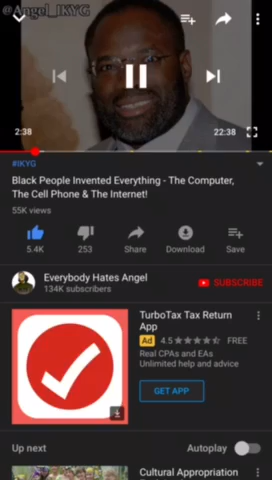 @Angel_IKYG
2:38
22:38
#IKYG
Black People Invented Everything - The Computer,
The Cell Phone & The Internet!
55K views
5.4K
253
Share
Download
Save
Everybody Hates Angel
134K subscribers
SUBSCRIBE
TurboTax Tax Return
App
Ad 4.5 FREE
Real CPAs and EAs
Unlimited help and advice
GET APP
Up next
Autoplay
Cultural Appropriation